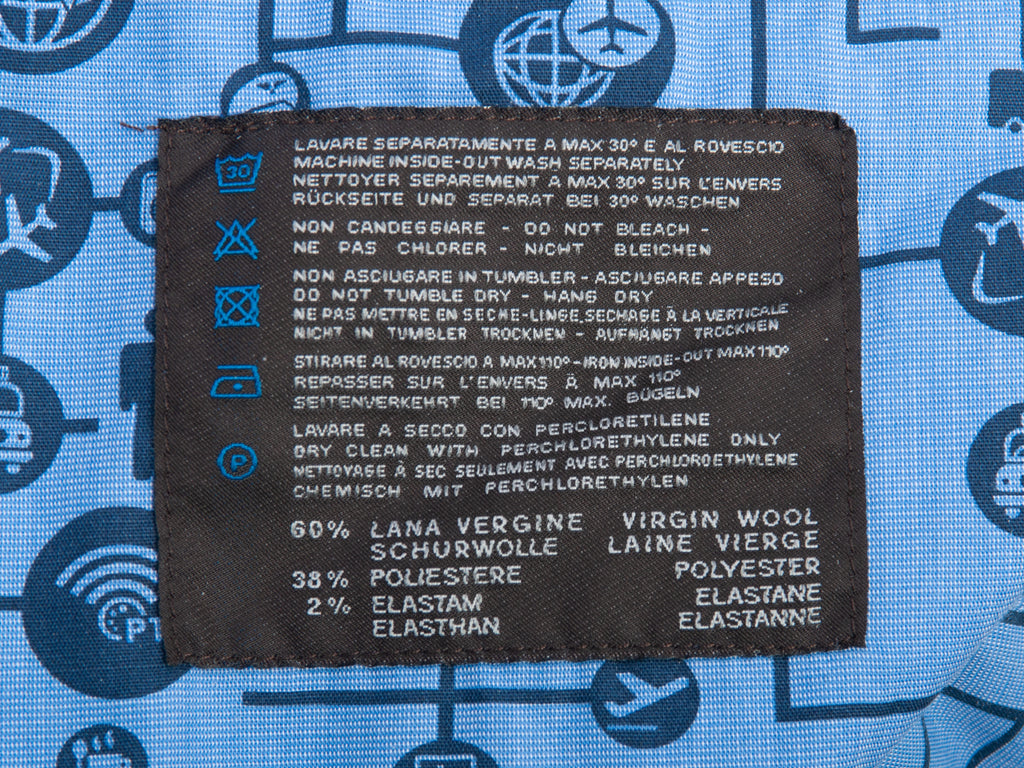 30
LAVARE SEPARATAMENTE A MAX 30° E AL ROVESCIO
MACHINE INSIDE-OUT WASH SEPARATELY
NETTOYER SEPAREMENT A MAX 30° SUR L'ENVERS
RÜCKSEITE UND SEPARAT BEI 30° WASCHEN
NON CANDEGGIARE - DO NOT BLEACH -
NE PAS CHLORER - NICHT BLEICHEN
NON ASCIUGARE IN TUMBLER - ASCIUGARE APPESO
DO NOT TUMBLE DRY - HANG DRY
NE PAS METTRE EN SECHE-LINGE.SECHAGE À LA VERTICALE
NICHT IN TUMBLER TROCKNEN - AUFHÄNGT TROCKNEN
STIRARE AL ROVESCIO A MAX 110° - IRON INSIDE-OUT MAX 110°
REPASSER SUR L'ENVERS À MAX 110°
SEITENVERKEHRT BEI 110° MAX. BÜGELN
P
LAVARE A SECCO CON PERCLORETILENE
DRY CLEAN WITH PERCHLORETHYLENE ONLY
NETTOYAGE À SEC SEULEMENT AVEC PERCHLOROETHYLENE
CHEMISCH MIT PERCHLORETHYLEN
60% LANA VERGINE VIRGIN WOOL
SCHURWOLLE LAINE VIERGE
38% POLIESTERE POLYESTER
2% ELASTAM ELASTANE
ELASTHAN ELASTANNE
PT